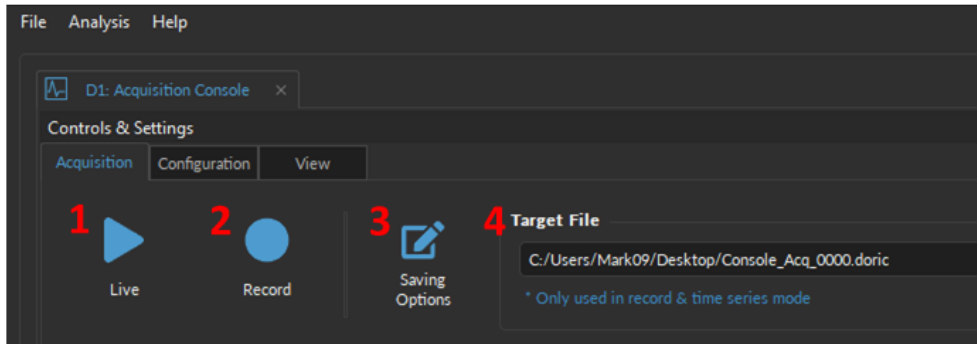 File Analysis Help
D1: Acquisition Console ×
Controls & Settings
Acquisition Configuration View
1 2 3 4 Target File
C:/Users/Mark09/Desktop/Console_Acq_0000.doric
Live Record Saving
Options
* Only used in record & time series mode